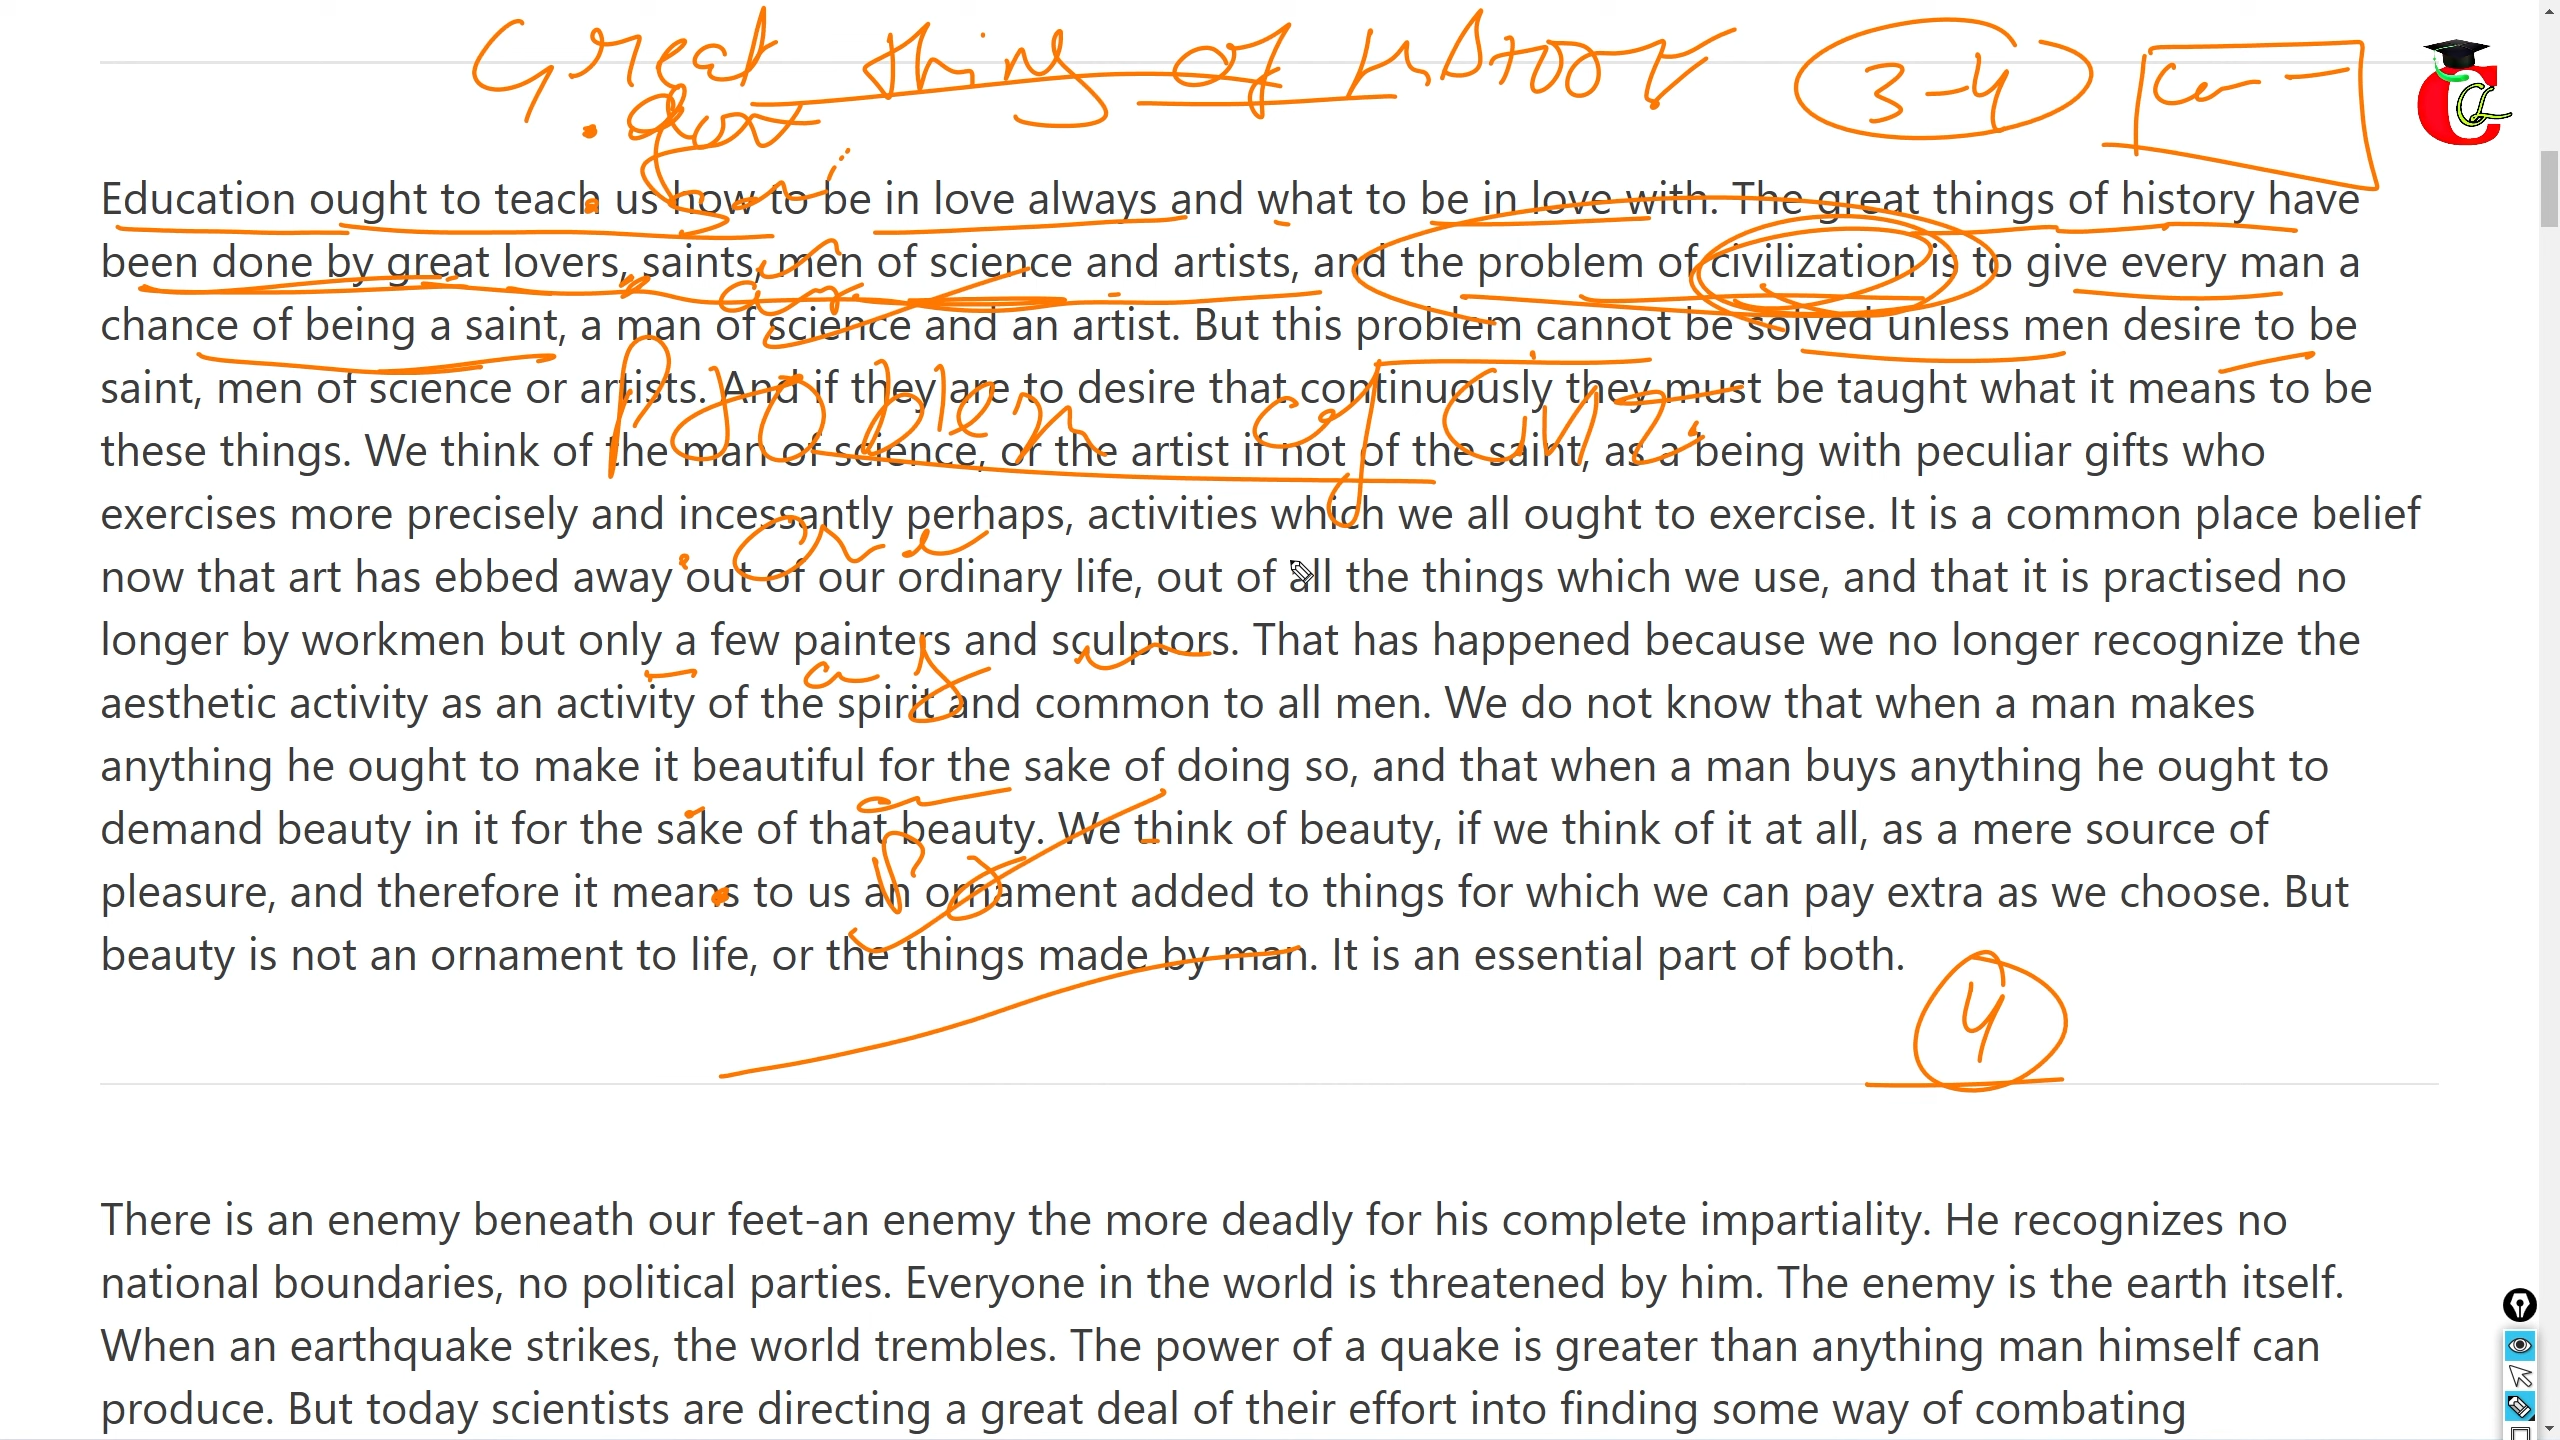 Great thing of History 3-4
Education ought to teach us how to be in love always and what to be in love with. The great things of history have
been done by great lovers, saints, men of science and artists, and the problem of civilization is to give every man a
chance of being a saint, a man of science and an artist. But this problem cannot be solved unless men desire to be
saint, men of science or artists. And if they are to desire that continuously they must be taught what it means to be
Problem of
these things. We think of the man of science, or the artist if not of the saint, as a being with peculiar gifts who
exercises more precisely and incessantly perhaps, activities which we all ought to exercise. It is a common place belief
now that art has ebbed away out of our ordinary life, out of all the things which we use, and that it is practised no
longer by workmen but only a few painters and sculptors. That has happened because we no longer recognize the
aesthetic activity as an activity of the spirit and common to all men. We do not know that when a man makes
anything he ought to make it beautiful for the sake of doing so, and that when a man buys anything he ought to
demand beauty in it for the sake of that beauty. We think of beauty, if we think of it at all, as a mere source of
pleasure, and therefore it means to us an ornament added to things for which we can pay extra as we choose. But
beauty is not an ornament to life, or the things made by man. It is an essential part of both.
4
There is an enemy beneath our feet-an enemy the more deadly for his complete impartiality. He recognizes no
national boundaries, no political parties. Everyone in the world is threatened by him. The enemy is the earth itself.
When an earthquake strikes, the world trembles. The power of a quake is greater than anything man himself can
produce. But today scientists are directing a great deal of their effort into finding some way of combating